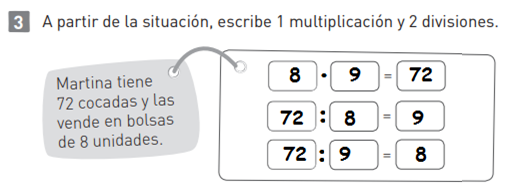 3 A partir de la situación, escribe 1 multiplicación y 2 divisiones.
Martina tiene
72 cocadas y las
vende en bolsas
de 8 unidades.
8 · 9 = 72
72 : 8 = 9
72 : 9 = 8